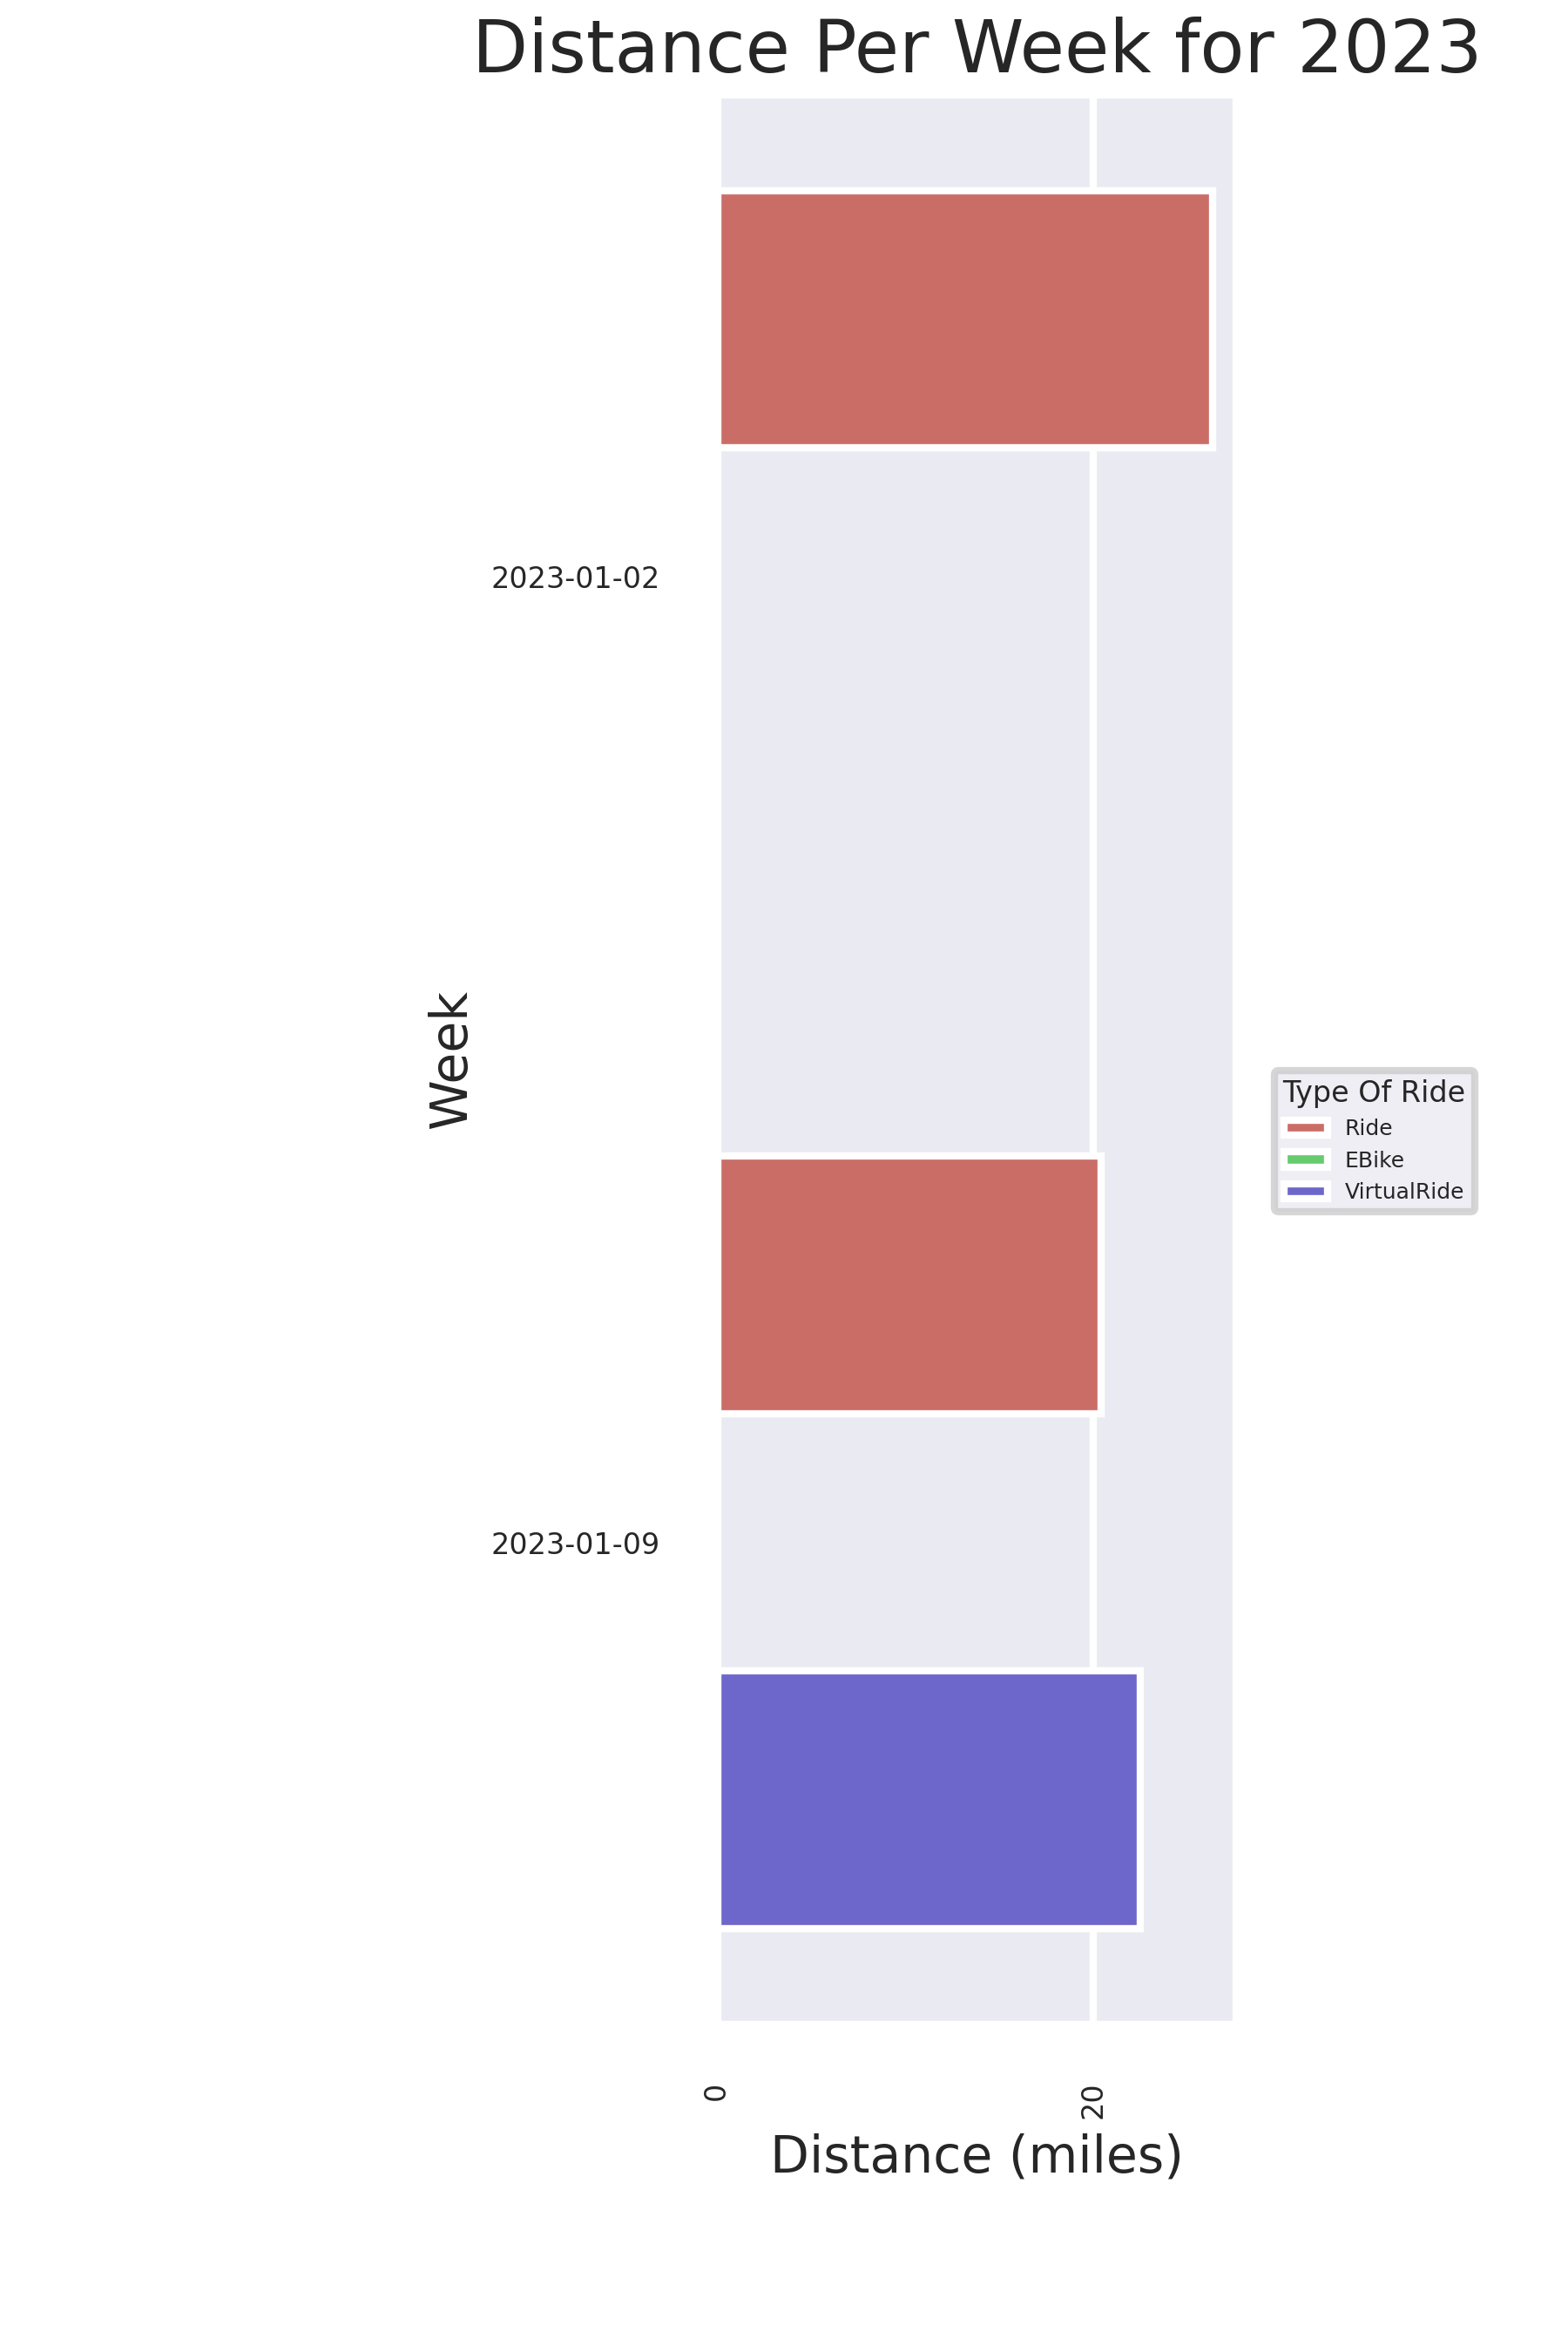 Distance Per Week for 2023
2023-01-02
Week
Type Of Ride
Ride
EBike
VirtualRide
2023-01-09
0
20
Distance (miles)